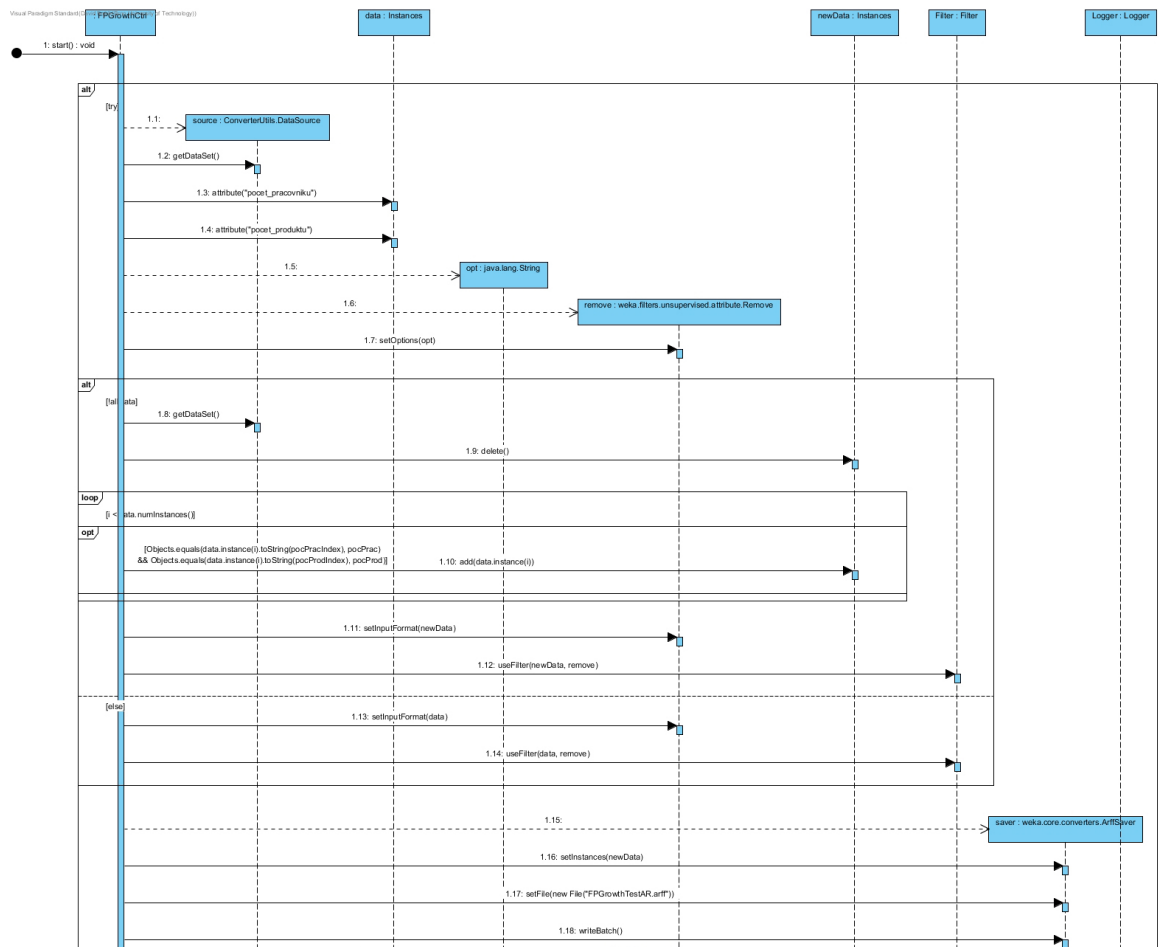 Visual Paradigm Standard(
of Technology))
: FPGrowthCtrl
data : Instances
newData : Instances
Filter : Filter
Logger : Logger
1: start() : void
alt
[try]
1.1:
source : ConverterUtils.DataSource
1.2: getDataSet()
1.3: attribute("pocet_pracovniku")
1.4: attribute("pocet_produktu")
1.5:
opt : java.lang.String
1.6:
remove : weka.filters.unsupervised.attribute.Remove
1.7: setOptions(opt)
alt
1.8: getDataSet()
1.9: delete()
loop
[i < data.numInstances()]
opt
[Objects.equals(data.instance(i).toString(pocPracIndex), pocPrac)
&& Objects.equals(data.instance(i).toString(pocProdIndex), pocProd)]
1.10: add(data.instance(i))
1.11: setInputFormat(newData)
1.12: useFilter(newData, remove)
[else]
1.13: setInputFormat(data)
1.14: useFilter(data, remove)
1.15:
saver : weka.core.converters.ArffSaver
1.16: setInstances(newData)
1.17: setFile(new File("FPGrowthTestAR.arff"))
1.18: writeBatch()